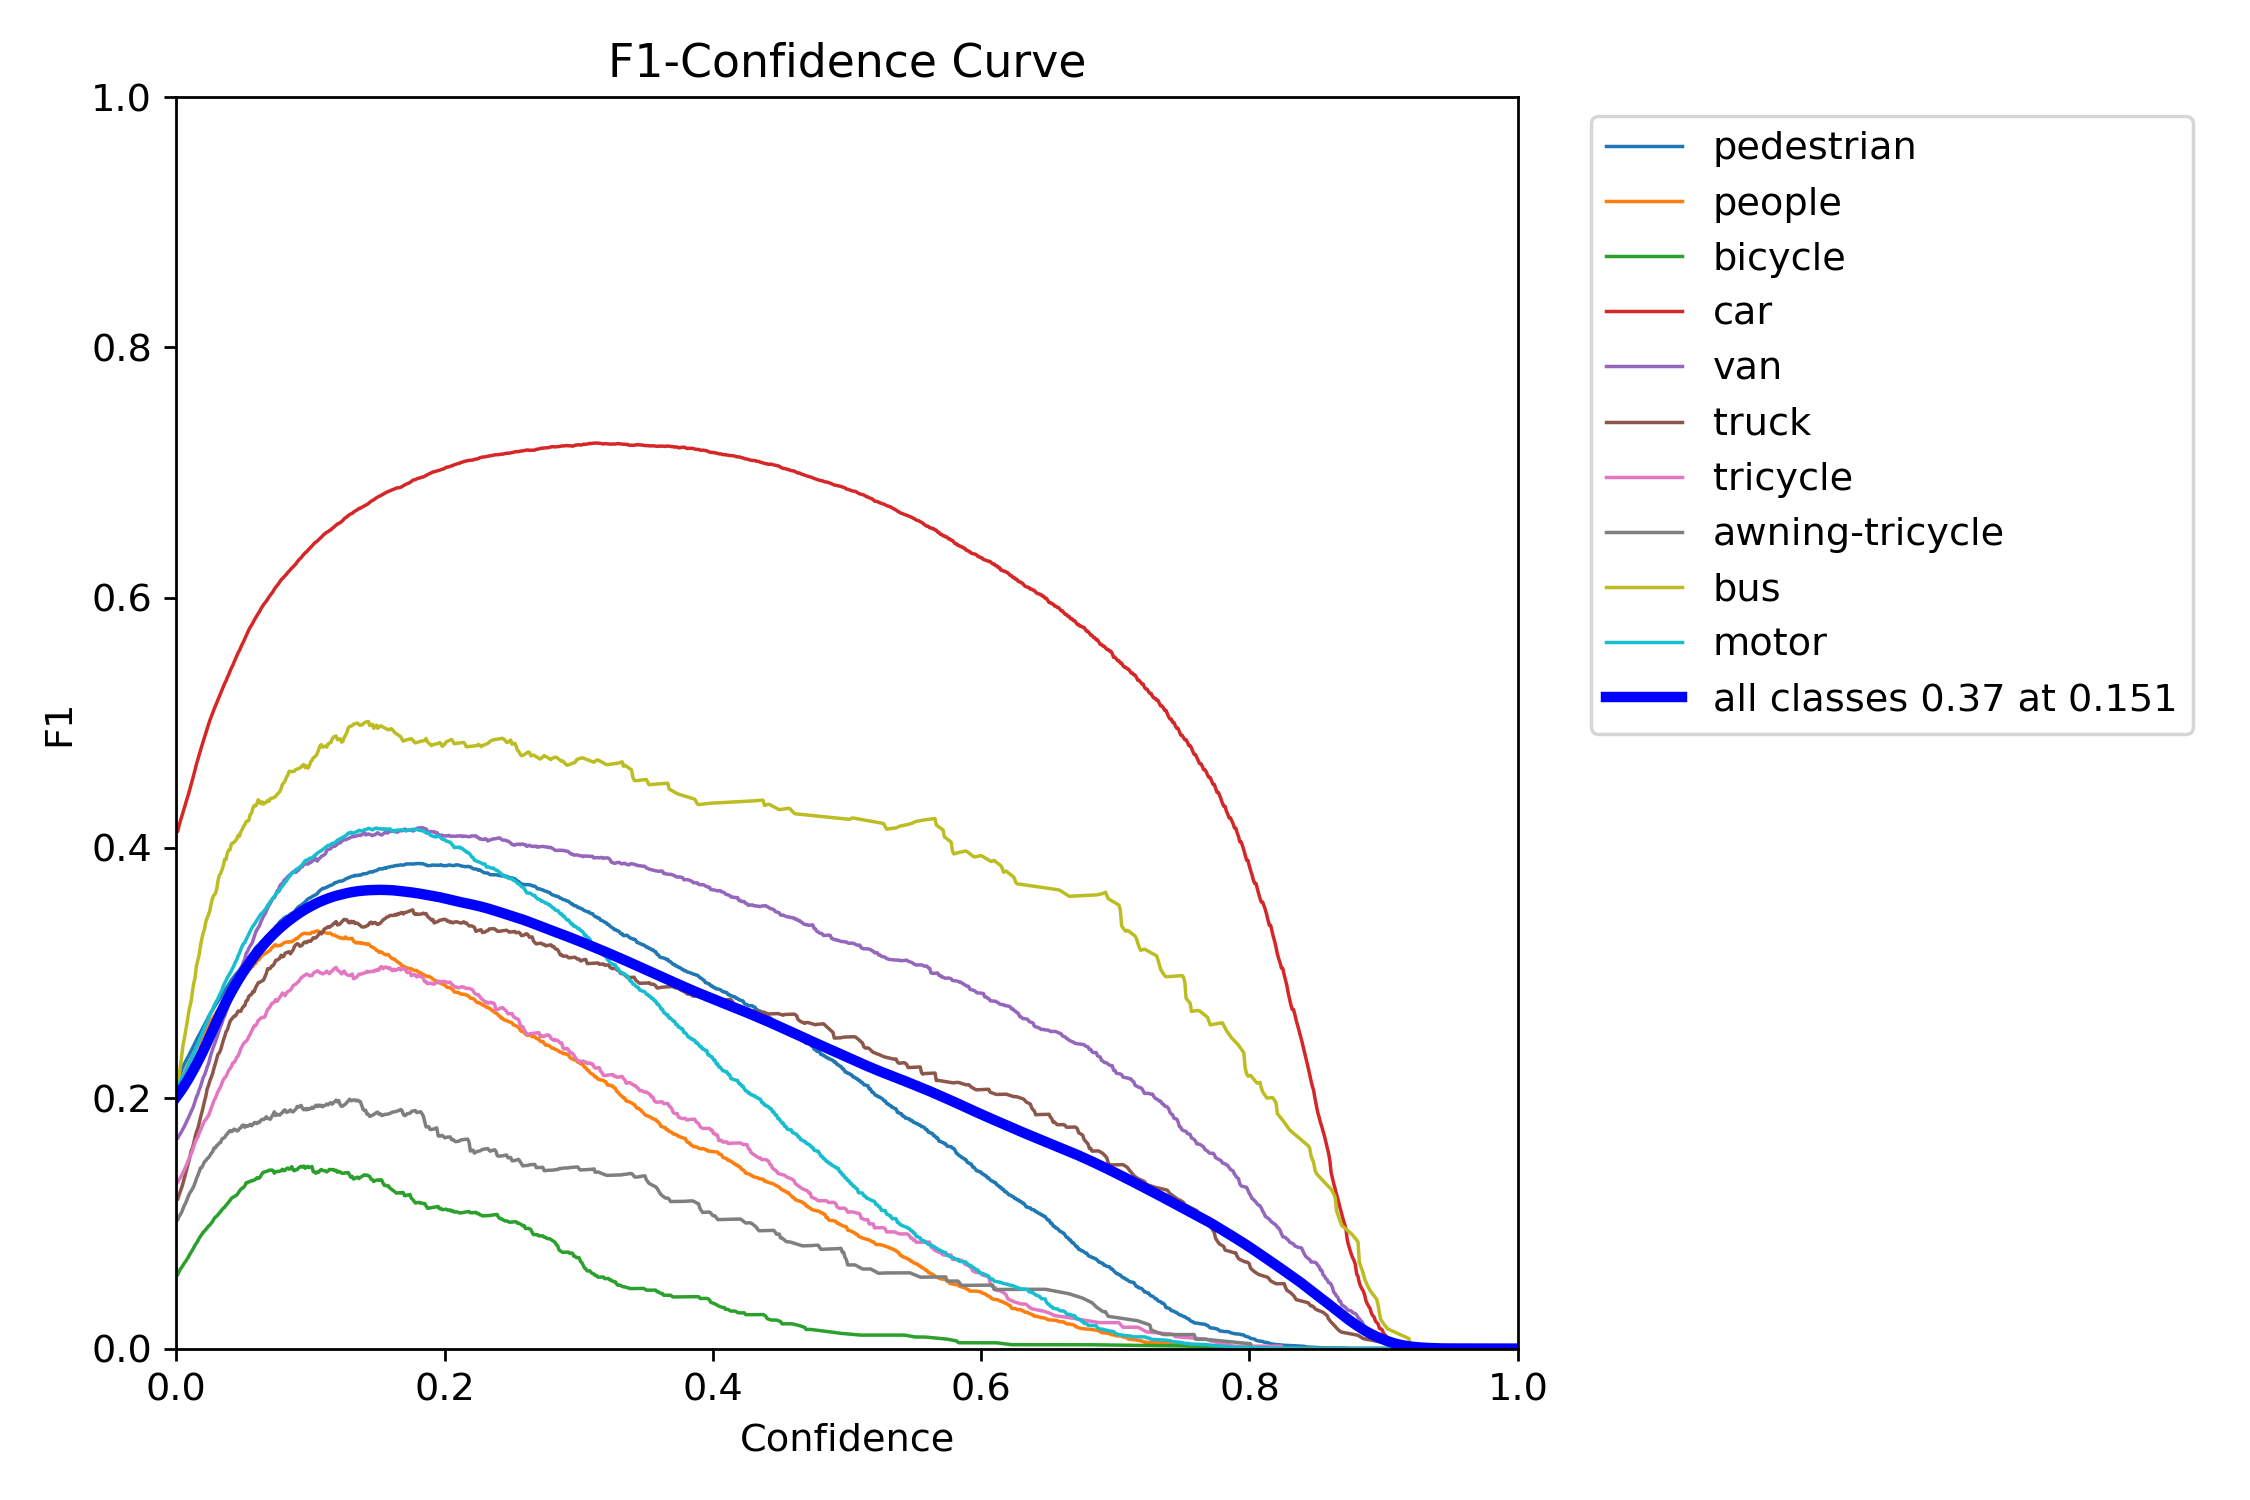 F1-Confidence Curve
1.0
0.8
0.6
0.4
0.2
0.0
F1
0.0 0.2 0.4 0.6 0.8 1.0
Confidence
pedestrian
people
bicycle
car
van
truck
tricycle
awning-tricycle
bus
motor
all classes 0.37 at 0.151